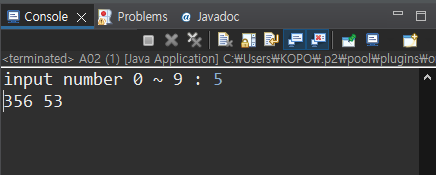 Console Problems @ Javadoc
<terminated> A02 (1) [Java Application] C:₩Users₩KOPO₩.p2₩pool₩plugins₩o
input number 0 ~ 9 : 5
356 53